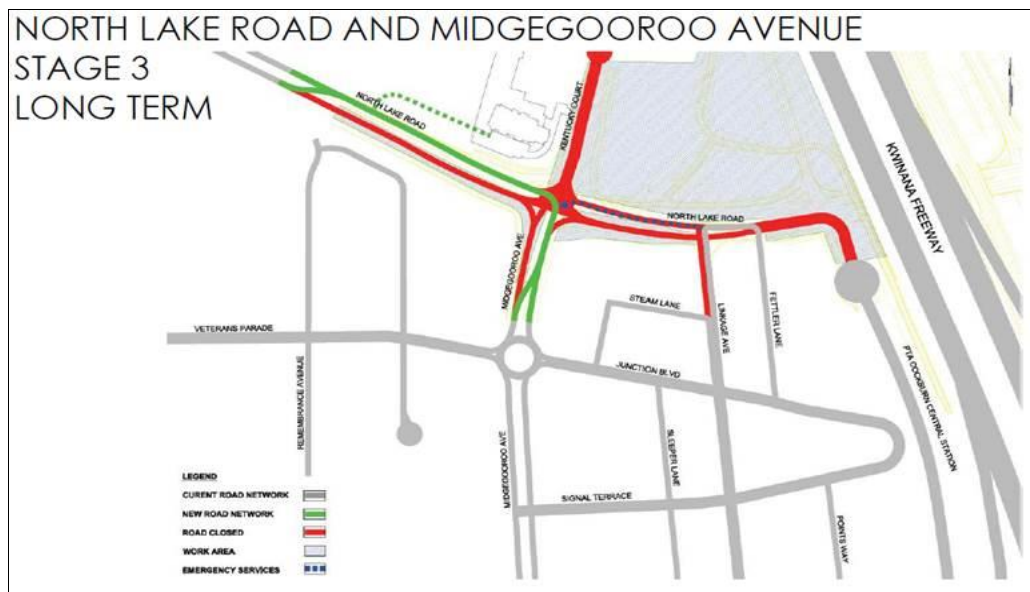 NORTH LAKE ROAD AND MIDGEGOOROO AVENUE
STAGE 3
LONG TERM
NORTH LAKE ROAD
KENTUCKY COURT
KWINANA FREEWAY
NORTH LAKE ROAD
MIDGEGOOROO AVE
STEAM LANE
LINKAGE AVE
FETTLER LANE
VETERANS PARADE
REMEMBRANCE AVENUE
JUNCTION BLVD
PTA COCKBURN CENTRAL STATION
MIDGEGOOROO AVE
SLEEPER LANE
SIGNAL TERRACE
POINTS WAY
LEGEND
CURENT ROAD NETWORK
NEW ROAD NETWORK
ROAD CLOSED
WORK AREA
EMERGENCY SERVICES